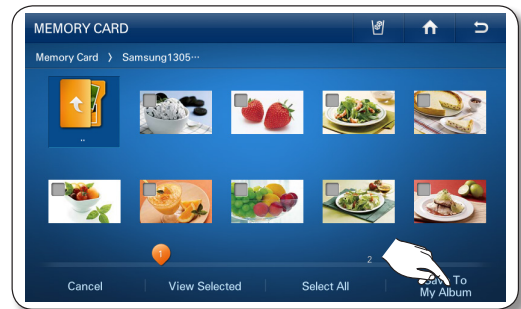 MEMORY CARD
Memory Card 〉 Samsung1305···
..
1
2
Cancel View Selected Select All Save To
My Album